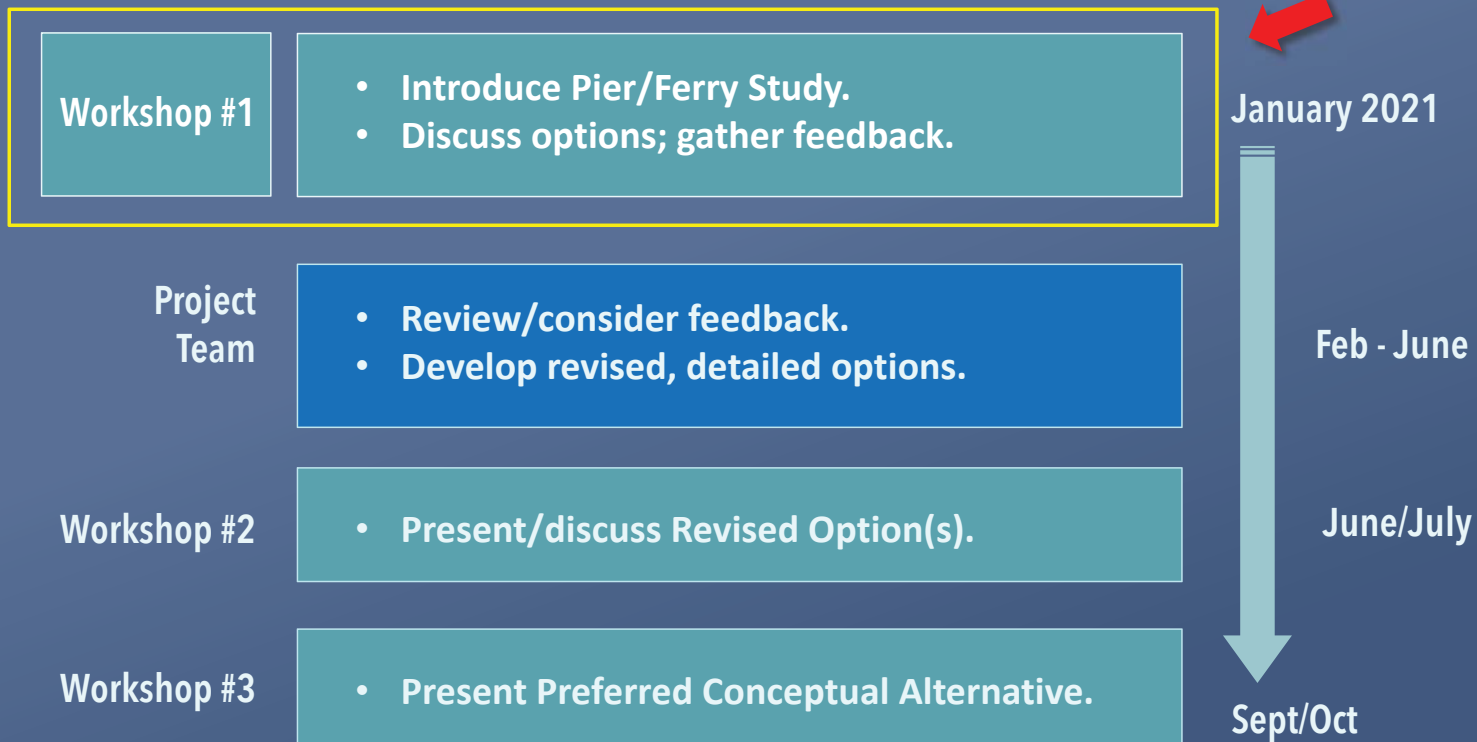 Workshop #1
• Introduce Pier/Ferry Study.
• Discuss options; gather feedback.
January 2021
Project
Team
• Review/consider feedback.
• Develop revised, detailed options.
Feb - June
Workshop #2
• Present/discuss Revised Option(s).
June/July
Workshop #3
• Present Preferred Conceptual Alternative.
Sept/Oct